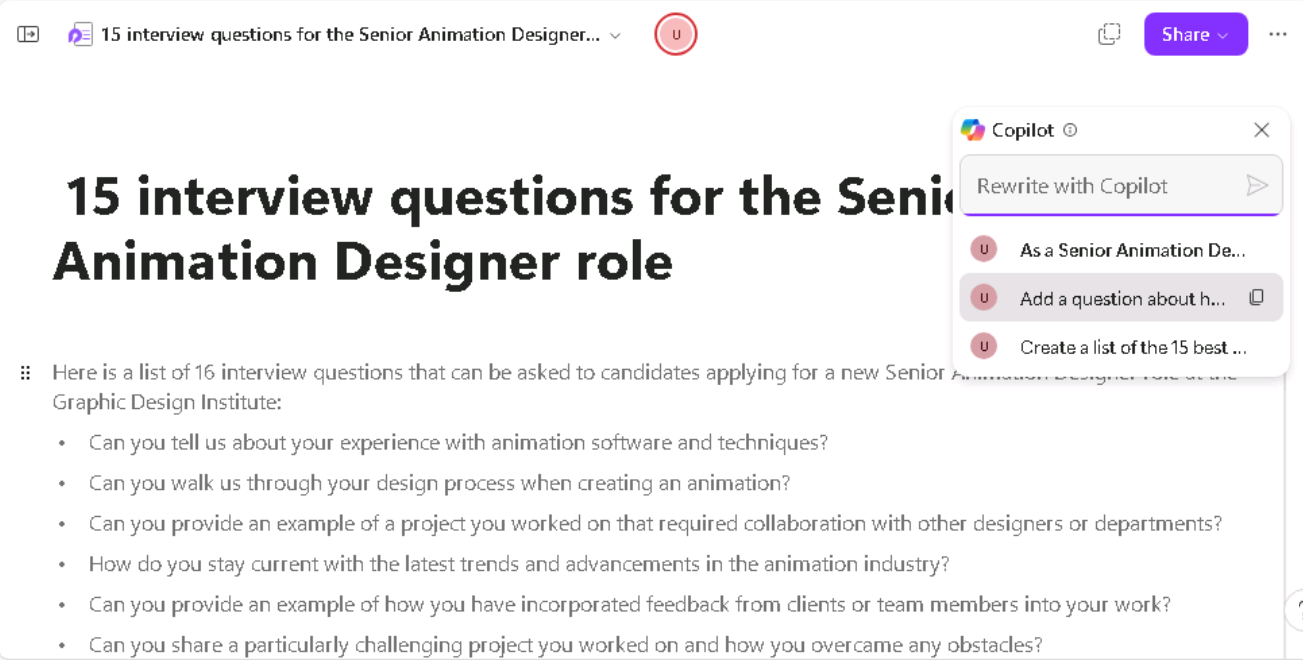 15 interview questions for the Senior Animation Designer...
U
Share
Copilot
Rewrite with Copilot
U As a Senior Animation De...
U Add a question about h...
U Create a list of the 15 best ...
15 interview questions for the
Animation Designer role
Here is a list of 16 interview questions that can be asked to candidates applying for a new Senior Animation Designer role at the
Graphic Design Institute:
• Can you tell us about your experience with animation software and techniques?
• Can you walk us through your design process when creating an animation?
• Can you provide an example of a project you worked on that required collaboration with other designers or departments?
• How do you stay current with the latest trends and advancements in the animation industry?
• Can you provide an example of how you have incorporated feedback from clients or team members into your work?
• Can you share a particularly challenging project you worked on and how you overcame any obstacles?